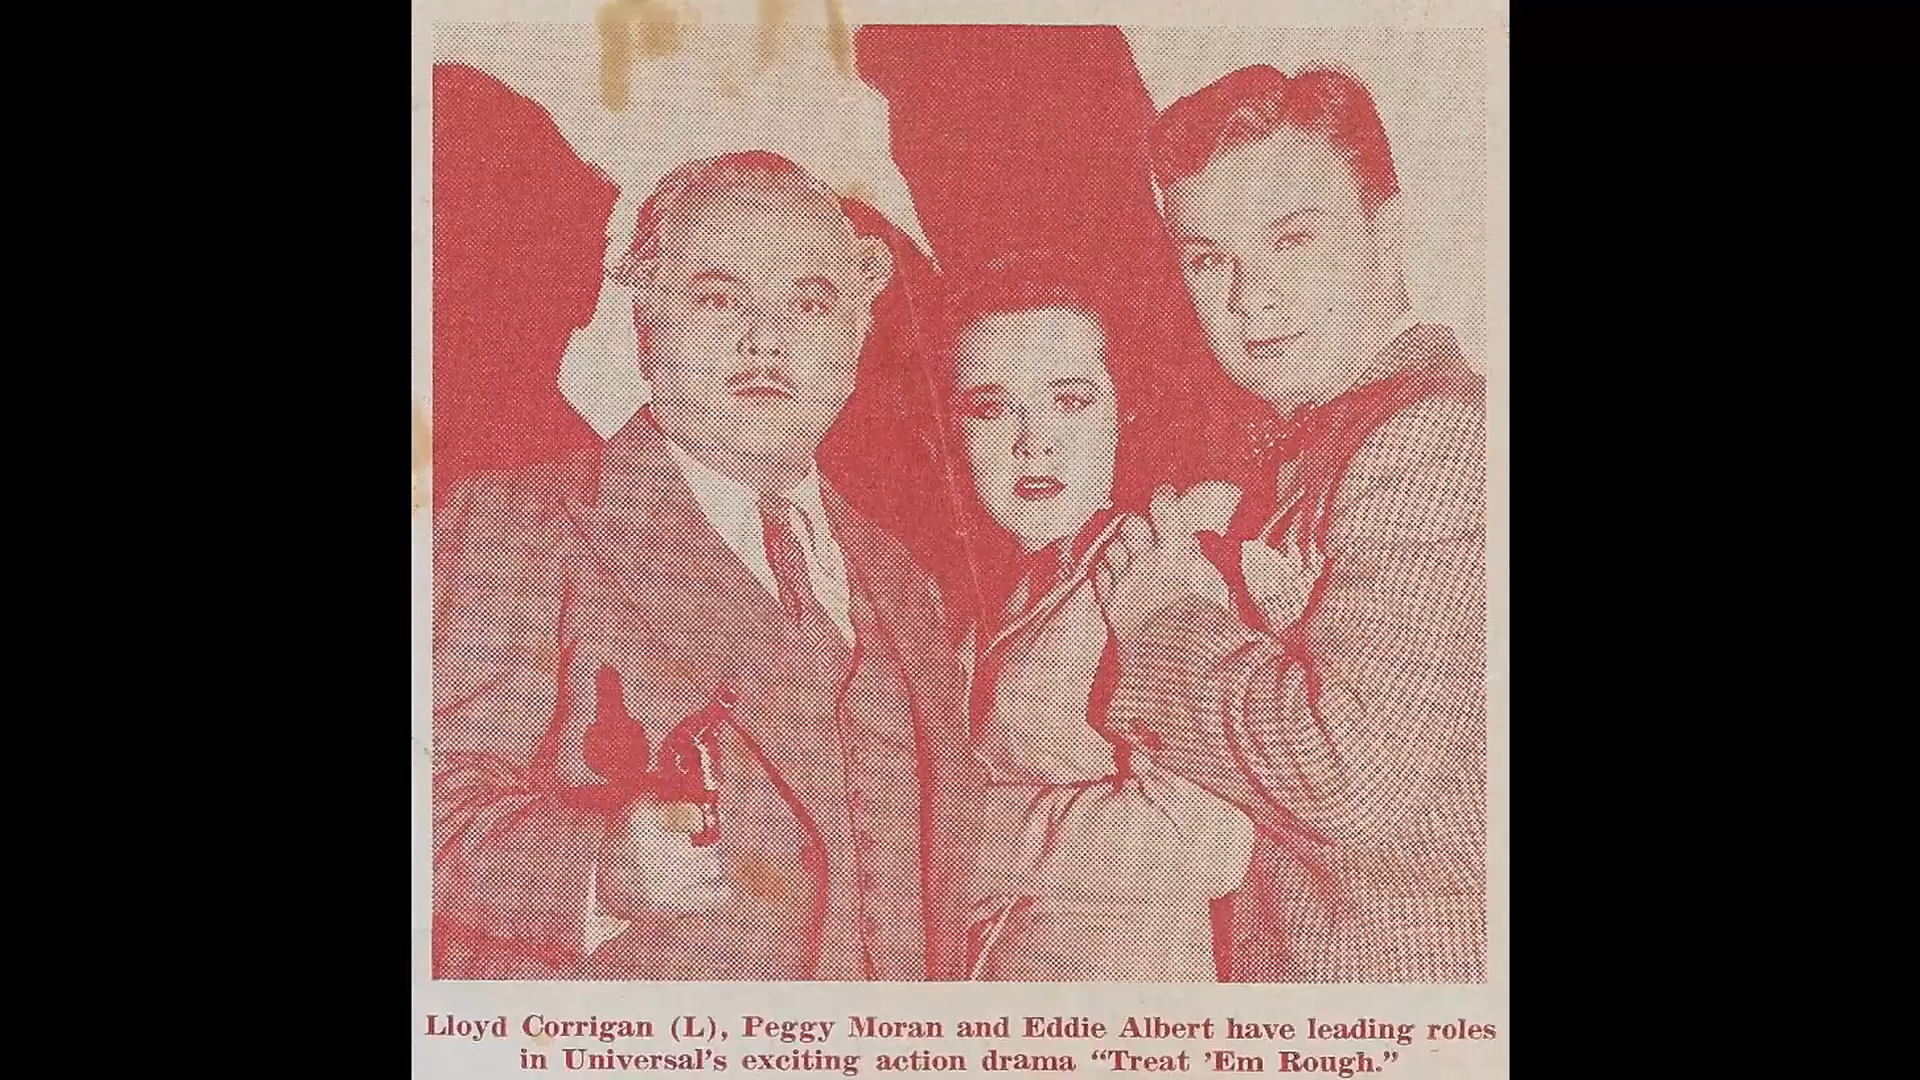 Lloyd Corrigan (L), Peggy Moran and Eddie Albert have leading roles
in Universal’s exciting action drama “Treat ’Em Rough.”